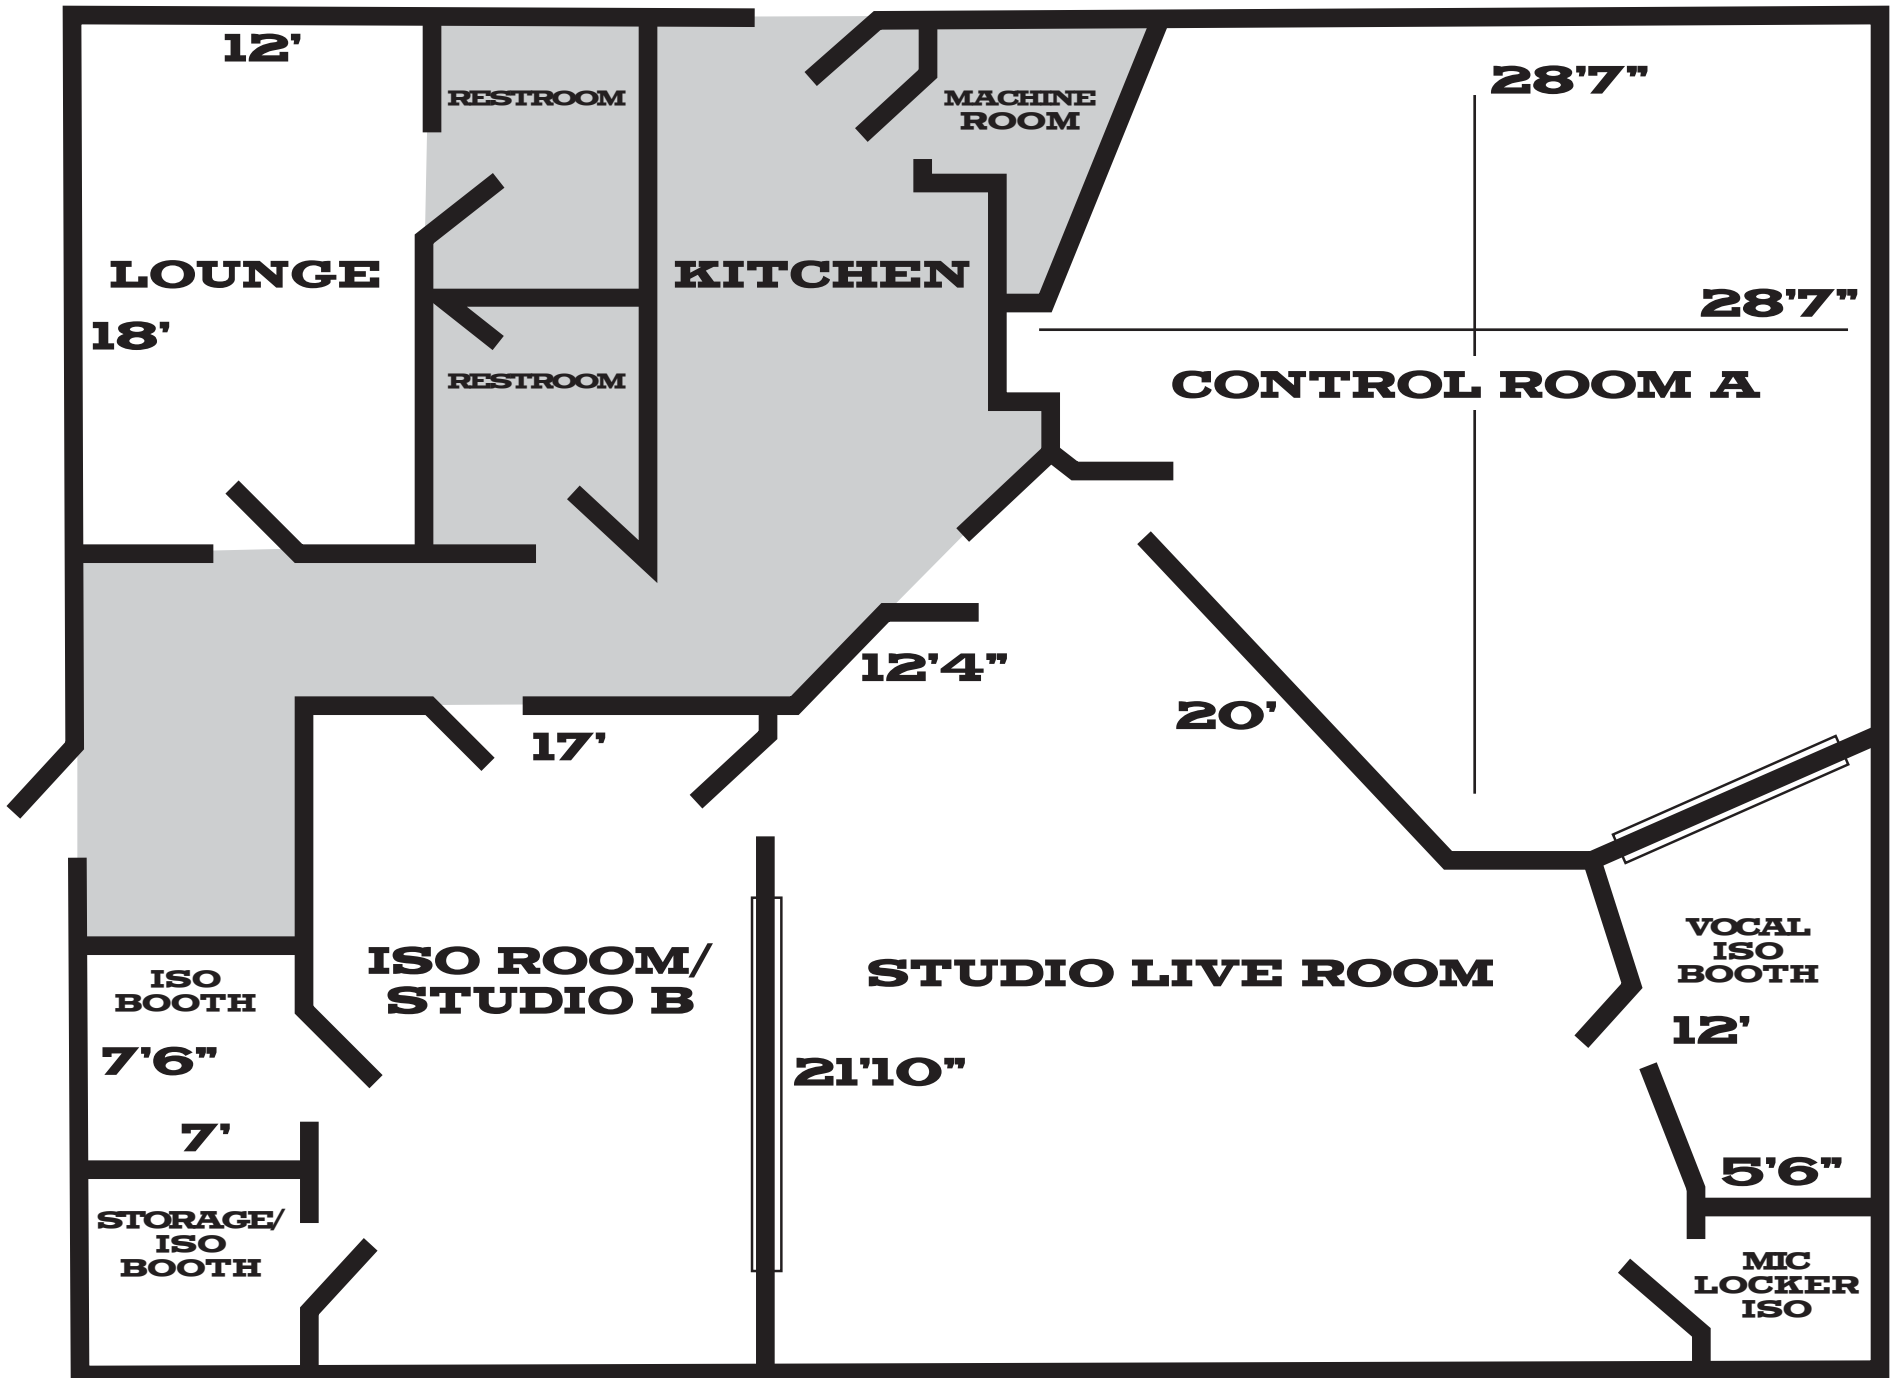 12'
RESTROOM
MACHINE
ROOM
28'7”
LOUNGE
KITCHEN
28'7”
18'
RESTROOM
CONTROL ROOM A
12'4”
20'
17'
VOCAL
ISO
BOOTH
ISO ROOM/
STUDIO B
STUDIO LIVE ROOM
ISO
BOOTH
12'
7'6”
21'10”
7'
5'6”
STORAGE/
ISO
BOOTH
MIC
LOCKER
ISO